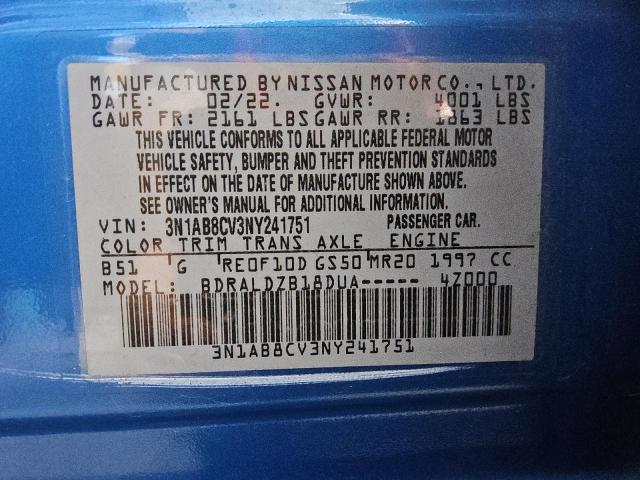 MANUFACTURED BY NISSAN MOTOR CO., LTD.
DATE: 02/22. GVWR: 4001 LBS
GAWR FR: 2161 LBS GAWR RR: 1863 LBS
THIS VEHICLE CONFORMS TO ALL APPLICABLE FEDERAL MOTOR
VEHICLE SAFETY, BUMPER AND THEFT PREVENTION STANDARDS
IN EFFECT ON THE DATE OF MANUFACTURE SHOWN ABOVE.
SEE OWNER'S MANUAL FOR ADDITIONAL INFORMATION.
VIN: 3N1AB8CV3NY241751 PASSENGER CAR.
COLOR TRIM TRANS AXLE ENGINE
B51 G RE0F10D GS50 MR20 1997 CC
MODEL: BDRALDZB18DUA----- 4Z000
3N1AB8CV3NY241751